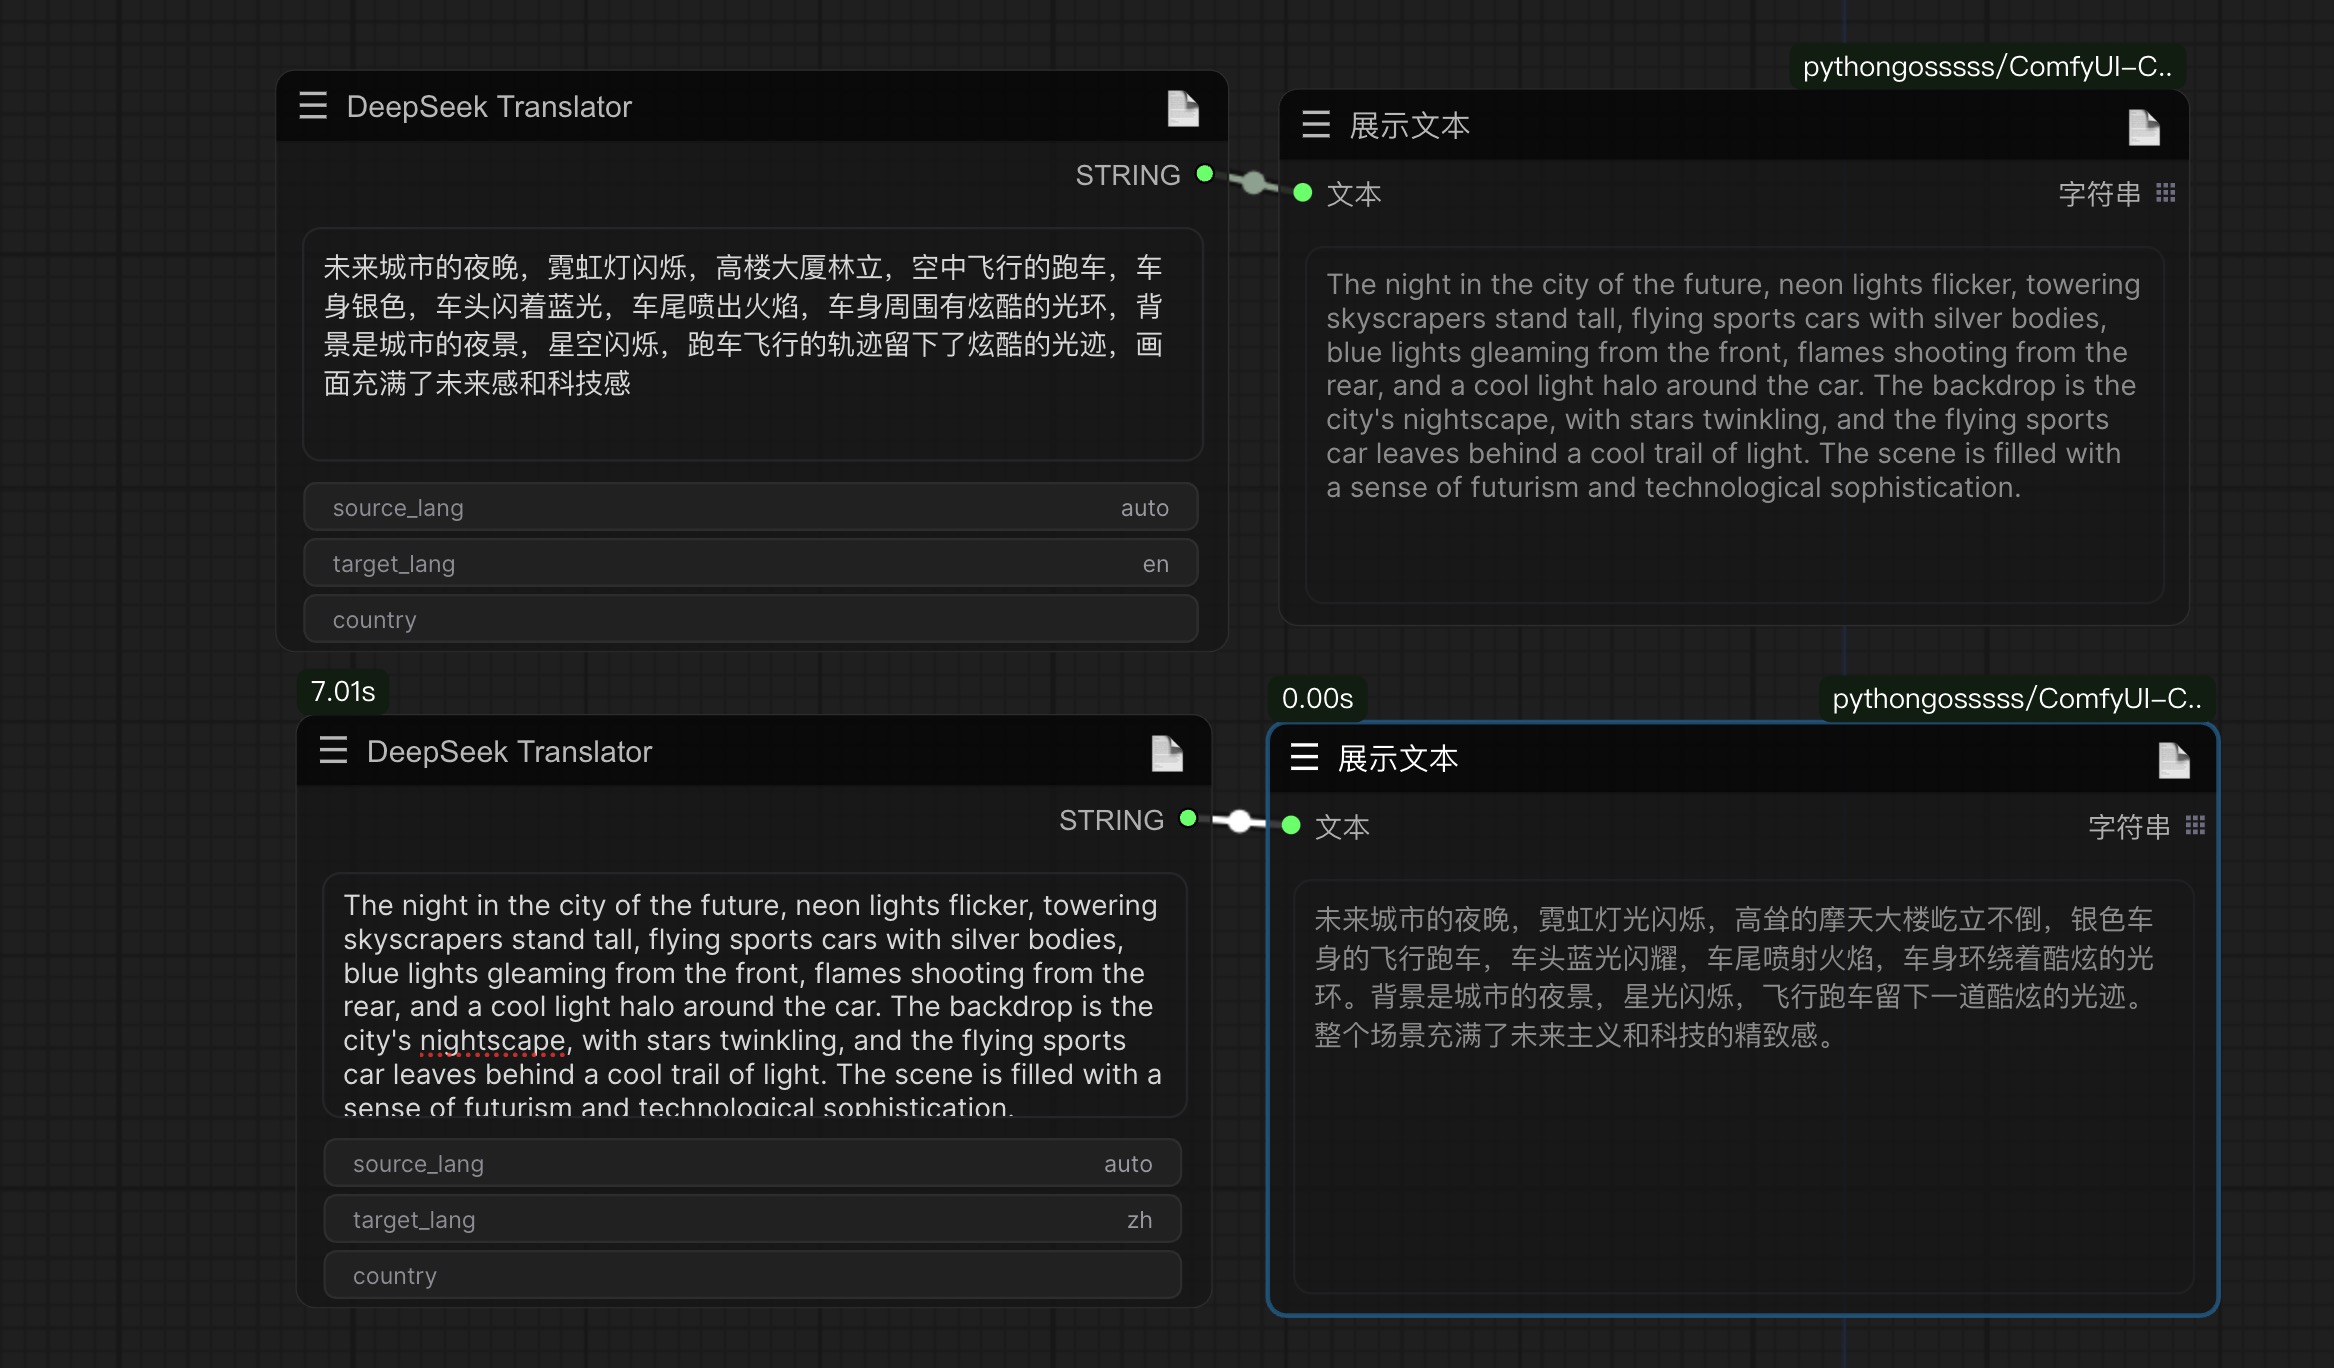 DeepSeek Translator
STRING
未来城市的夜晚，霓虹灯闪烁，高楼大厦林立，空中飞行的跑车，车
身银色，车头闪着蓝光，车尾喷出火焰，车身周围有炫酷的光环，背
景是城市的夜景，星空闪烁，跑车飞行的轨迹留下了炫酷的光迹，画
面充满了未来感和科技感
source_lang auto
target_lang en
country
pythongosssss/ComfyUI-C..
展示文本
文本 字符串
The night in the city of the future, neon lights flicker, towering
skyscrapers stand tall, flying sports cars with silver bodies,
blue lights gleaming from the front, flames shooting from the
rear, and a cool light halo around the car. The backdrop is the
city's nightscape, with stars twinkling, and the flying sports
car leaves behind a cool trail of light. The scene is filled with
a sense of futurism and technological sophistication.
7.01s
DeepSeek Translator
STRING
The night in the city of the future, neon lights flicker, towering
skyscrapers stand tall, flying sports cars with silver bodies,
blue lights gleaming from the front, flames shooting from the
rear, and a cool light halo around the car. The backdrop is the
city's nightscape, with stars twinkling, and the flying sports
car leaves behind a cool trail of light. The scene is filled with a
sense of futurism and technological sophistication.
source_lang auto
target_lang zh
country
0.00s
pythongosssss/ComfyUI-C..
展示文本
文本 字符串
未来城市的夜晚，霓虹灯光闪烁，高耸的摩天大楼屹立不倒，银色车
身的飞行跑车，车头蓝光闪耀，车尾喷射火焰，车身环绕着酷炫的光
环。背景是城市的夜景，星光闪烁，飞行跑车留下一道酷炫的光迹。
整个场景充满了未来主义和科技的精致感。